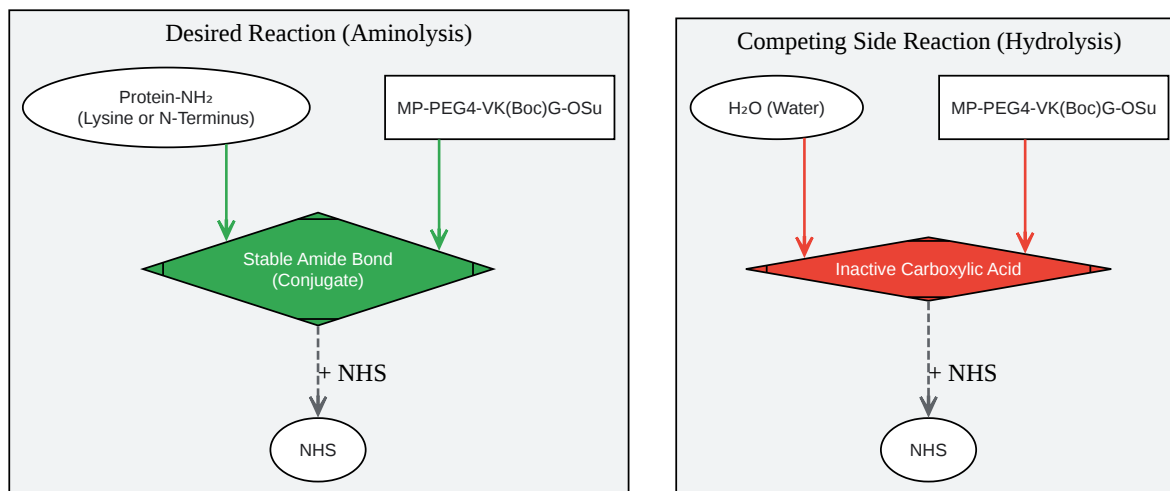 Desired Reaction (Aminolysis)
Protein-NH₂
(Lysine or N-Terminus)
MP-PEG4-VK(Boc)G-OSu
Stable Amide Bond
(Conjugate)
+ NHS
NHS
Competing Side Reaction (Hydrolysis)
H₂O (Water)
MP-PEG4-VK(Boc)G-OSu
Inactive Carboxylic Acid
+ NHS
NHS